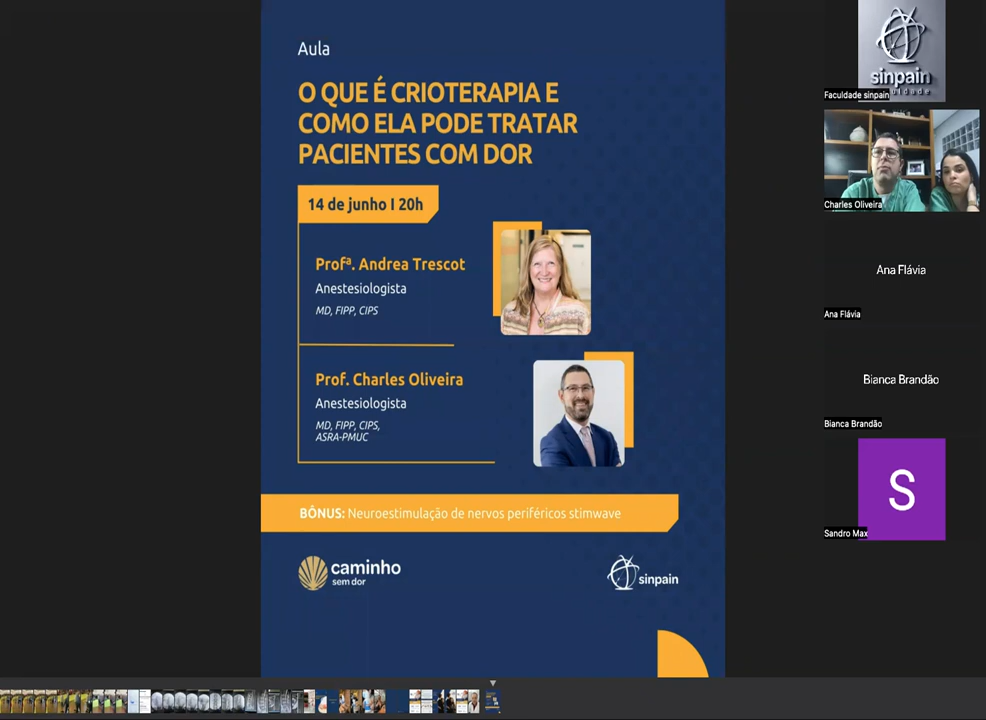 Aula
O QUE É CRIOTERAPIA E
COMO ELA PODE TRATAR
PACIENTES COM DOR
14 de junho I 20h
Profª. Andrea Trescot
Anestesiologista
MD, FIPP, CIPS
Prof. Charles Oliveira
Anestesiologista
MD, FIPP, CIPS,
ASRA-PMUC
BÔNUS: Neuroestimulação de nervos periféricos stimwave
caminho
sem dor
sinpain
sinpain
Faculdade sinpain
Charles Oliveira
Ana Flávia
Ana Flávia
Bianca Brandão
Bianca Brandão
S
Sandro Max